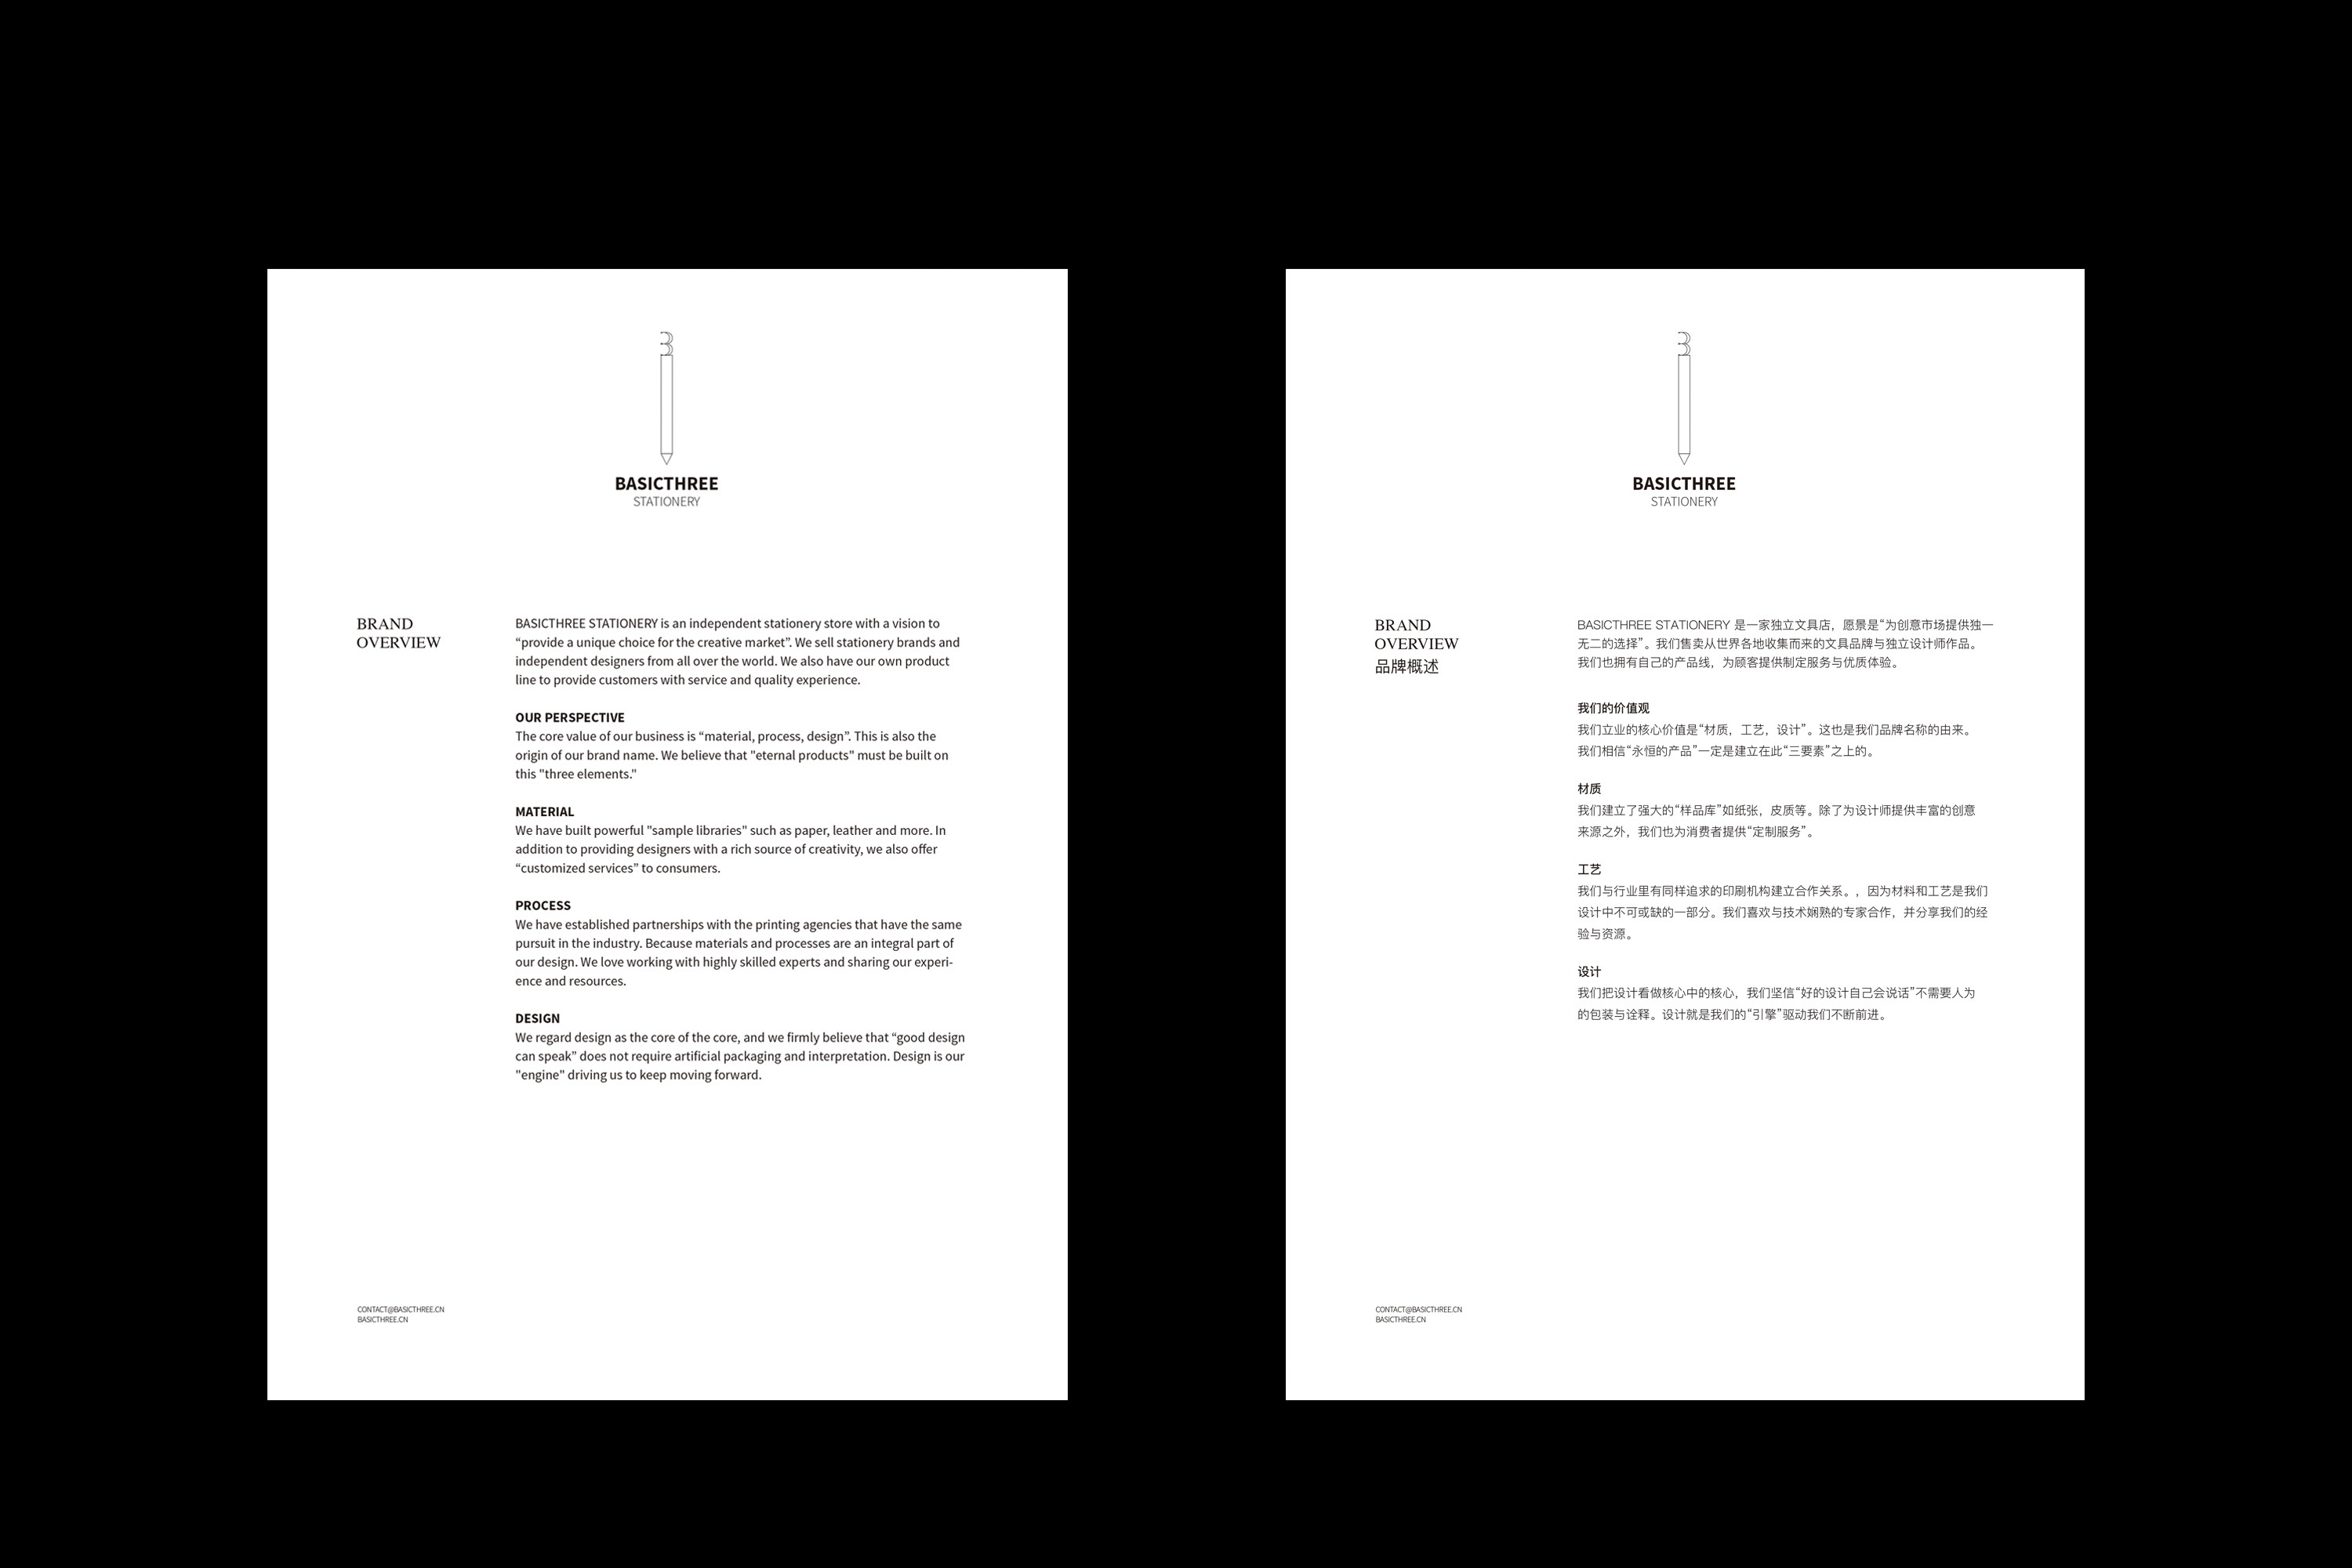 3
BASICTHREE
STATIONERY
BRAND
OVERVIEW
BASICTHREE STATIONERY is an independent stationery store with a vision to
“provide a unique choice for the creative market”. We sell stationery brands and
independent designers from all over the world. We also have our own product
line to provide customers with service and quality experience.
OUR PERSPECTIVE
The core value of our business is “material, process, design”. This is also the
origin of our brand name. We believe that "eternal products" must be built on
this "three elements."
MATERIAL
We have built powerful "sample libraries" such as paper, leather and more. In
addition to providing designers with a rich source of creativity, we also offer
“customized services” to consumers.
PROCESS
We have established partnerships with the printing agencies that have the same
pursuit in the industry. Because materials and processes are an integral part of
our design. We love working with highly skilled experts and sharing our experi-
ence and resources.
DESIGN
We regard design as the core of the core, and we firmly believe that “good design
can speak” does not require artificial packaging and interpretation. Design is our
"engine" driving us to keep moving forward.
CONTACT@BASICTHREE.CN
BASICTHREE.CN
3
BASICTHREE
STATIONERY
BRAND
OVERVIEW
品牌概述
BASICTHREE STATIONERY 是一家独立文具店，愿景是“为创意市场提供独一
无二的选择”。我们售卖从世界各地收集而来的文具品牌与独立设计师作品。
我们也拥有自己的产品线，为顾客提供制定服务与优质体验。
我们的价值观
我们立业的核心价值是“材质，工艺，设计”。这也是我们品牌名称的由来。
我们相信“永恒的产品”一定是建立在此“三要素”之上的。
材质
我们建立了强大的“样品库”如纸张，皮质等。除了为设计师提供丰富的创意
来源之外，我们也为消费者提供“定制服务”。
工艺
我们与行业里有同样追求的印刷机构建立合作关系。，因为材料和工艺是我们
设计中不可或缺的一部分。我们喜欢与技术娴熟的专家合作，并分享我们的经
验与资源。
设计
我们把设计看做核心中的核心，我们坚信“好的设计自己会说话”不需要人为
的包装与诠释。设计就是我们的“引擎”驱动我们不断前进。
CONTACT@BASICTHREE.CN
BASICTHREE.CN